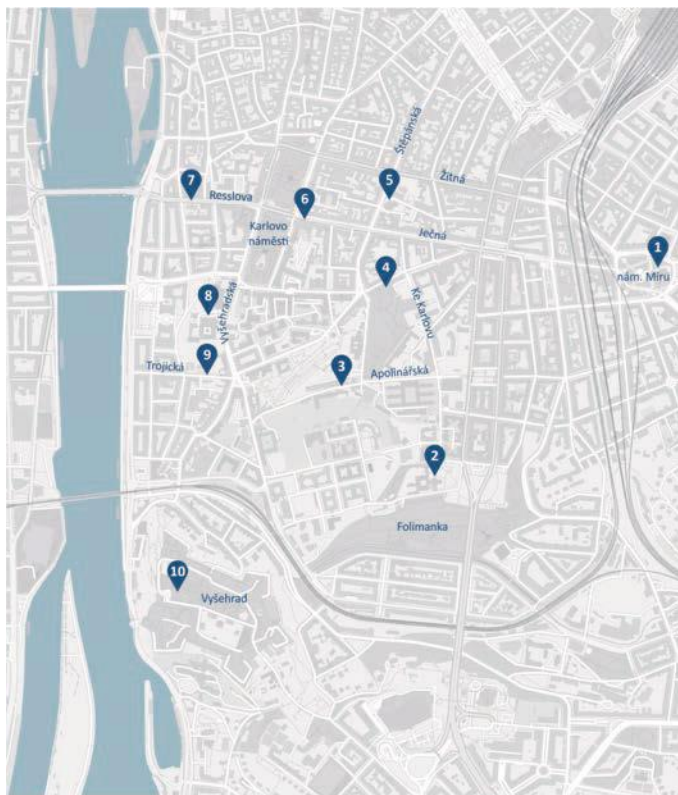 Štěpánská
Žitná
7
5
Resslova
6
Karlovo
náměstí
Ječná
1
nám. Míru
4
Ke Karlovu
8
Vyšehradská
9
Trojická
3
Apolinářská
2
Folimanka
10
Vyšehrad